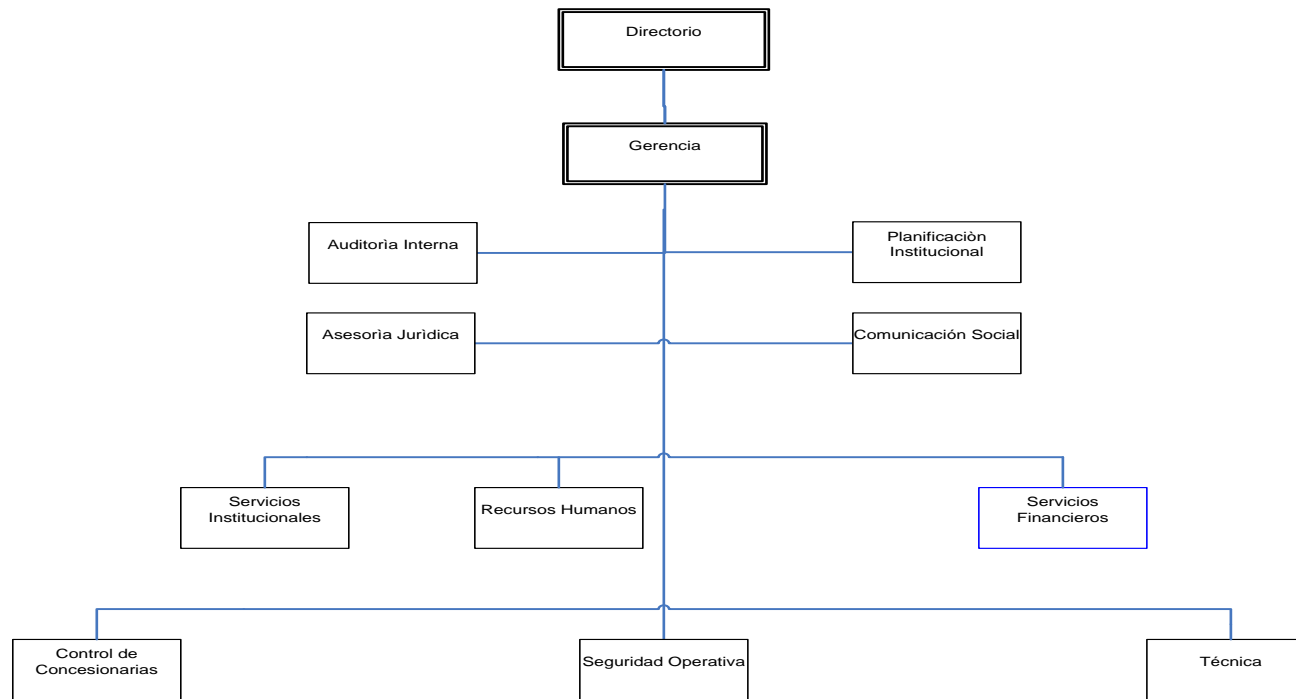 Directorio
Gerencia
Auditorìa Interna
Planificaciòn
Institucional
Asesorìa Jurìdica
Comunicación Social
Servicios
Institucionales
Recursos Humanos
Servicios
Financieros
Control de
Concesionarias
Seguridad Operativa
Técnica